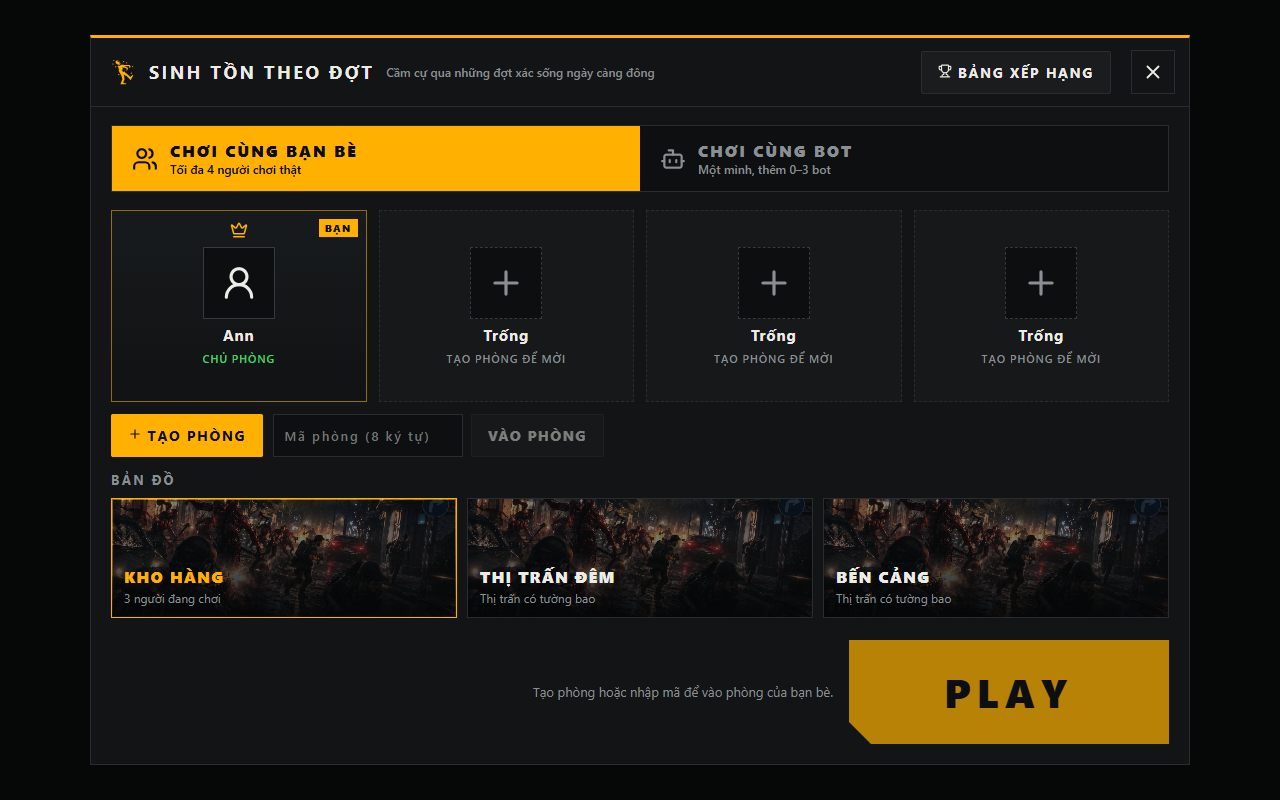 SINH TỒN THEO ĐỢT
Cầm cự qua những đợt xác sống ngày càng đông
BẢNG XẾP HẠNG
CHƠI CÙNG BẠN BÈ
Tối đa 4 người chơi thật
CHƠI CÙNG BOT
Một mình, thêm 0–3 bot
BẠN
Ann
CHỦ PHÒNG
Trống
TẠO PHÒNG ĐỂ MỜI
Trống
TẠO PHÒNG ĐỂ MỜI
Trống
TẠO PHÒNG ĐỂ MỜI
+ TẠO PHÒNG
Mã phòng (8 ký tự)
VÀO PHÒNG
BẢN ĐỒ
KHO HÀNG
3 người đang chơi
THỊ TRẤN ĐÊM
Thị trấn có tường bao
BẾN CẢNG
Thị trấn có tường bao
Tạo phòng hoặc nhập mã để vào phòng của bạn bè.
PLAY